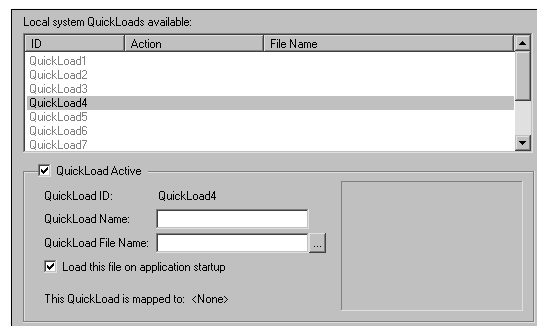 Local system QuickLoads available:
ID Action File Name
QuickLoad1
QuickLoad2
QuickLoad3
QuickLoad4
QuickLoad5
QuickLoad6
QuickLoad7
QuickLoad Active
QuickLoad ID: QuickLoad4
QuickLoad Name:
QuickLoad File Name: ...
Load this file on application startup
This QuickLoad is mapped to: <None>